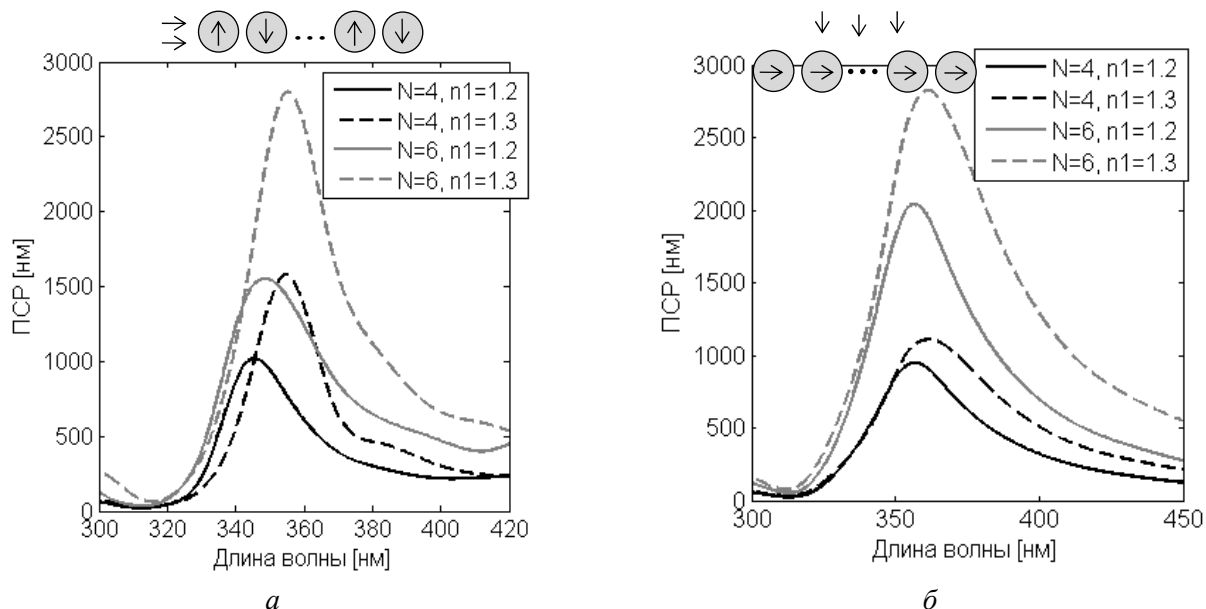 3000
2500
2000
1500
1000
500
0
300
320
340
360
380
400
420
ПСР [нм]
Длина волны [нм]
N=4, n1=1.2
N=4, n1=1.3
N=6, n1=1.2
N=6, n1=1.3
а
3000
2500
2000
1500
1000
500
0
300
350
400
450
ПСР [нм]
Длина волны [нм]
N=4, n1=1.2
N=4, n1=1.3
N=6, n1=1.2
N=6, n1=1.3
б